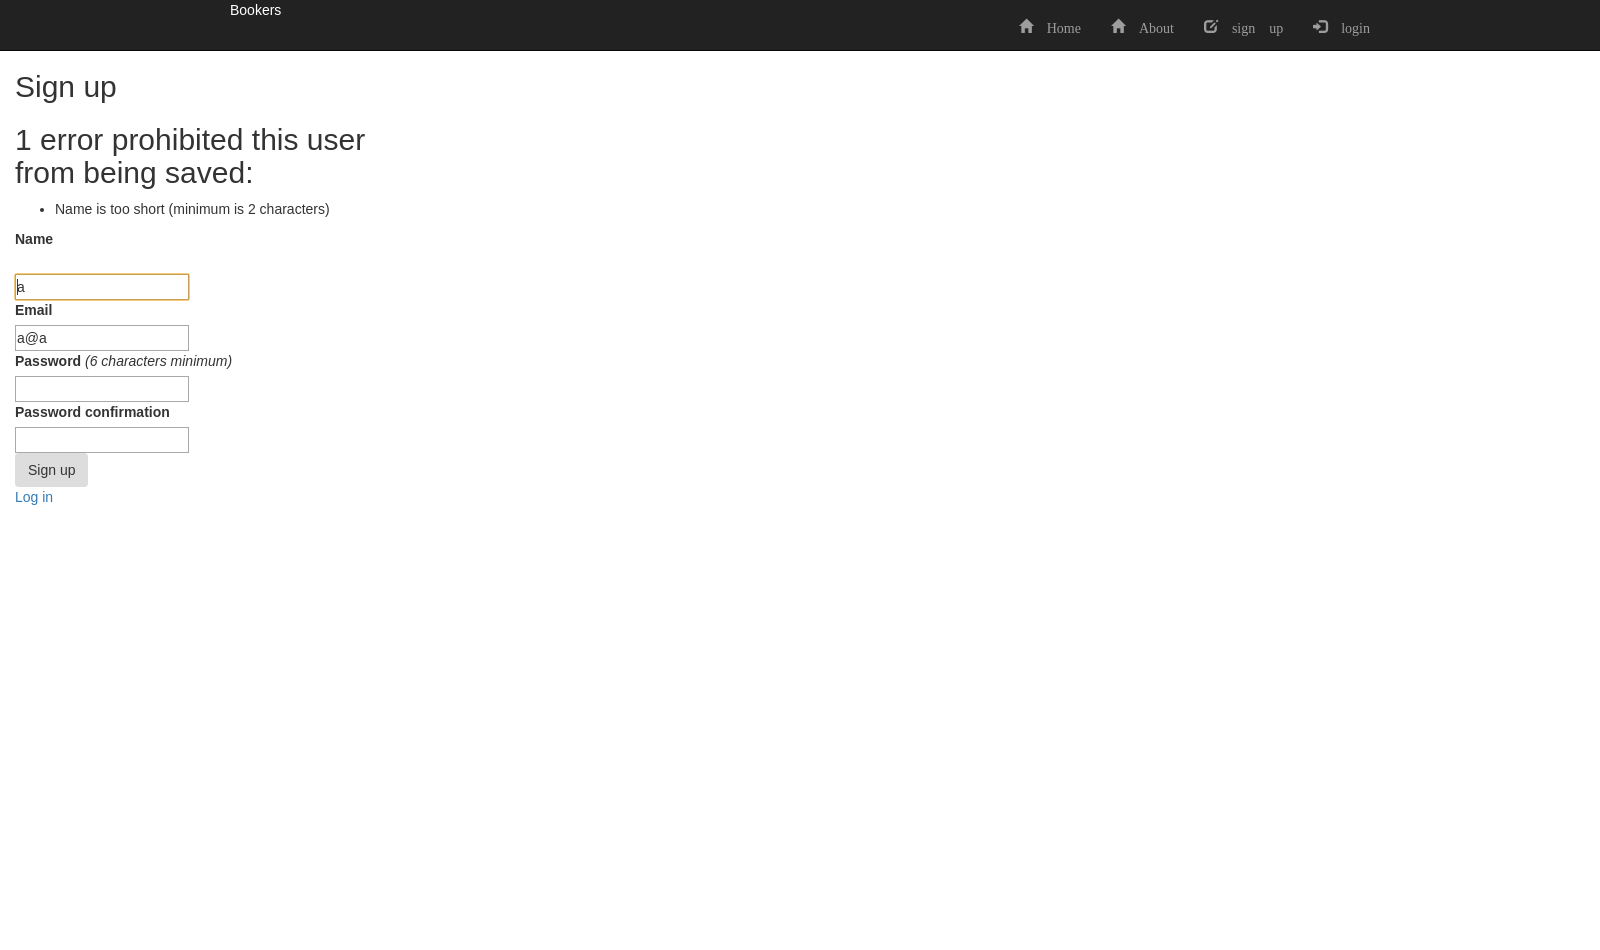 Bookers
Home About sign up login
Sign up
1 error prohibited this user
from being saved:
• Name is too short (minimum is 2 characters)
Name
a
Email
a@a
Password (6 characters minimum)
Password confirmation
Sign up
Log in